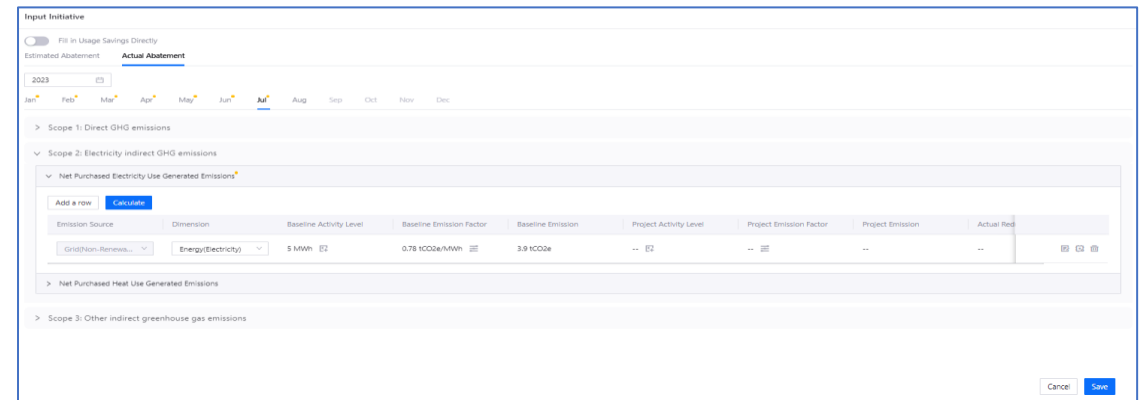 Input Initiative
Fill in Usage Savings Directly
Estimated Abatement Actual Abatement
2023
Jan* Feb* Mar* Apr* May* Jun* Jul* Aug Sep Oct Nov Dec
> Scope 1: Direct GHG emissions
Scope 2: Electricity indirect GHG emissions
Net Purchased Electricity Use Generated Emissions*
Add a row Calculate
Emission Source Dimension Baseline Activity Level Baseline Emission Factor Baseline Emission Project Activity Level Project Emission Factor Project Emission Actual Red
Grid(Non-Renewa... Energy(Electricity) 5 MWh 0.78 tCO2e/MWh 3.9 tCO2e -- -- -- --
> Net Purchased Heat Use Generated Emissions
> Scope 3: Other indirect greenhouse gas emissions
Cancel Save